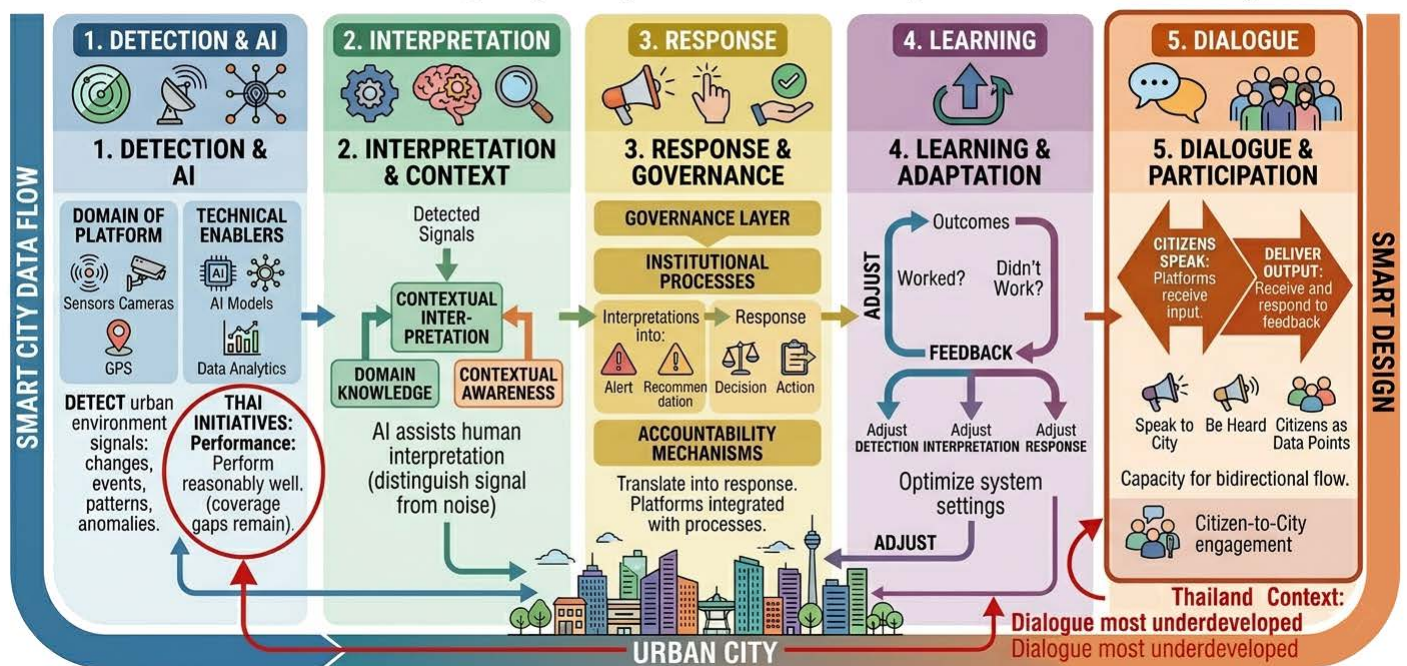 SMART CITY DATA FLOW
1. DETECTION & AI
1. DETECTION &
AI
DOMAIN OF
PLATFORM
Sensors Cameras
GPS
TECHNICAL
ENABLERS
AI
AI Models
Data Analytics
DETECT urban
environment
signals:
changes,
events,
patterns,
anomalies.
THAI
INITIATIVES:
Performance:
Perform
reasonably well.
(coverage
gaps remain).
2. INTERPRETATION
2. INTERPRETATION
& CONTEXT
Detected
Signals
CONTEXTUAL
INTER-
PRETATION
DOMAIN
KNOWLEDGE
CONTEXTUAL
AWARENESS
AI assists human
interpretation
(distinguish signal
from noise)
3. RESPONSE
3. RESPONSE &
GOVERNANCE
GOVERNANCE LAYER
INSTITUTIONAL
PROCESSES
Interpretations
into:
Alert
Recommen
dation
Response
Decision
Action
ACCOUNTABILITY
MECHANISMS
Translate into response.
Platforms integrated
with processes.
4. LEARNING
4. LEARNING &
ADAPTATION
Outcomes
ADJUST
Worked?
Didn't
Work?
FEEDBACK
Adjust
DETECTION
Adjust
INTERPRETATION
Adjust
RESPONSE
Optimize system
settings
ADJUST
5. DIALOGUE
5. DIALOGUE &
PARTICIPATION
CITIZENS
SPEAK:
Platforms
receive
input.
DELIVER
OUTPUT:
Receive and
respond to
feedback
Speak to
City
Be Heard
Citizens as
Data Points
Capacity for bidirectional flow.
Citizen-to-City
engagement
SMART DESIGN
Thailand Context:
Dialogue most underdeveloped
Dialogue most underdeveloped
URBAN CITY